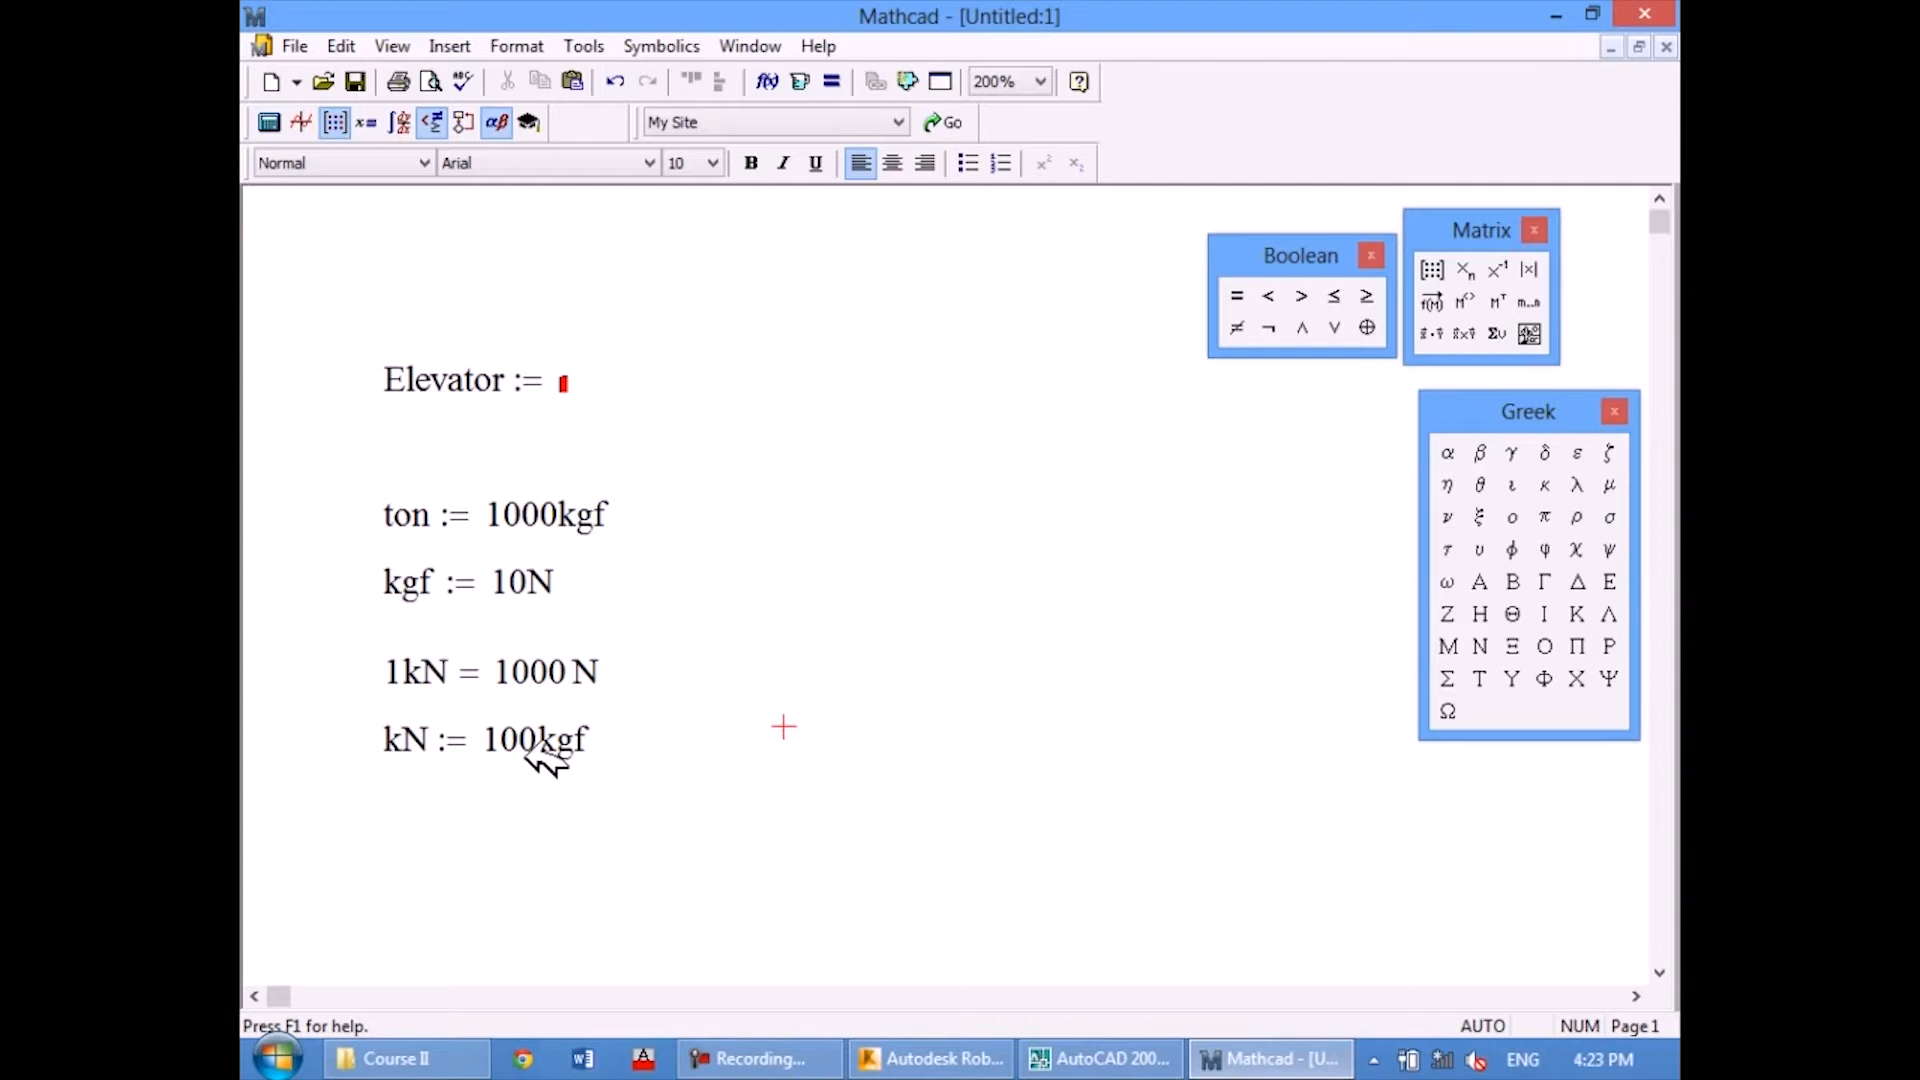 Mathcad - [Untitled:1]
File Edit View Insert Format Tools Symbolics Window Help
200%
My Site Go
Normal Arial 10 B I U x² x₂
Matrix
Boolean
= < > ≤ ≥
≠ ¬ ∧ ∨ ⊕
Elevator :=
Greek
α β γ δ ε ζ
η θ ι κ λ μ
ν ξ ο π ρ σ
τ υ ϕ φ χ ψ
ω Α Β Γ Δ Ε
Ζ Η Θ Ι Κ Λ
Μ Ν Ξ Ο Π Ρ
Σ Τ Υ Φ Χ Ψ
Ω
ton := 1000kgf
kgf := 10N
1kN = 1000 N
kN := 100kgf
Press F1 for help. AUTO NUM Page 1
Course II Recording... Autodesk Rob... AutoCAD 200... Mathcad - [U... ENG 4:23 PM